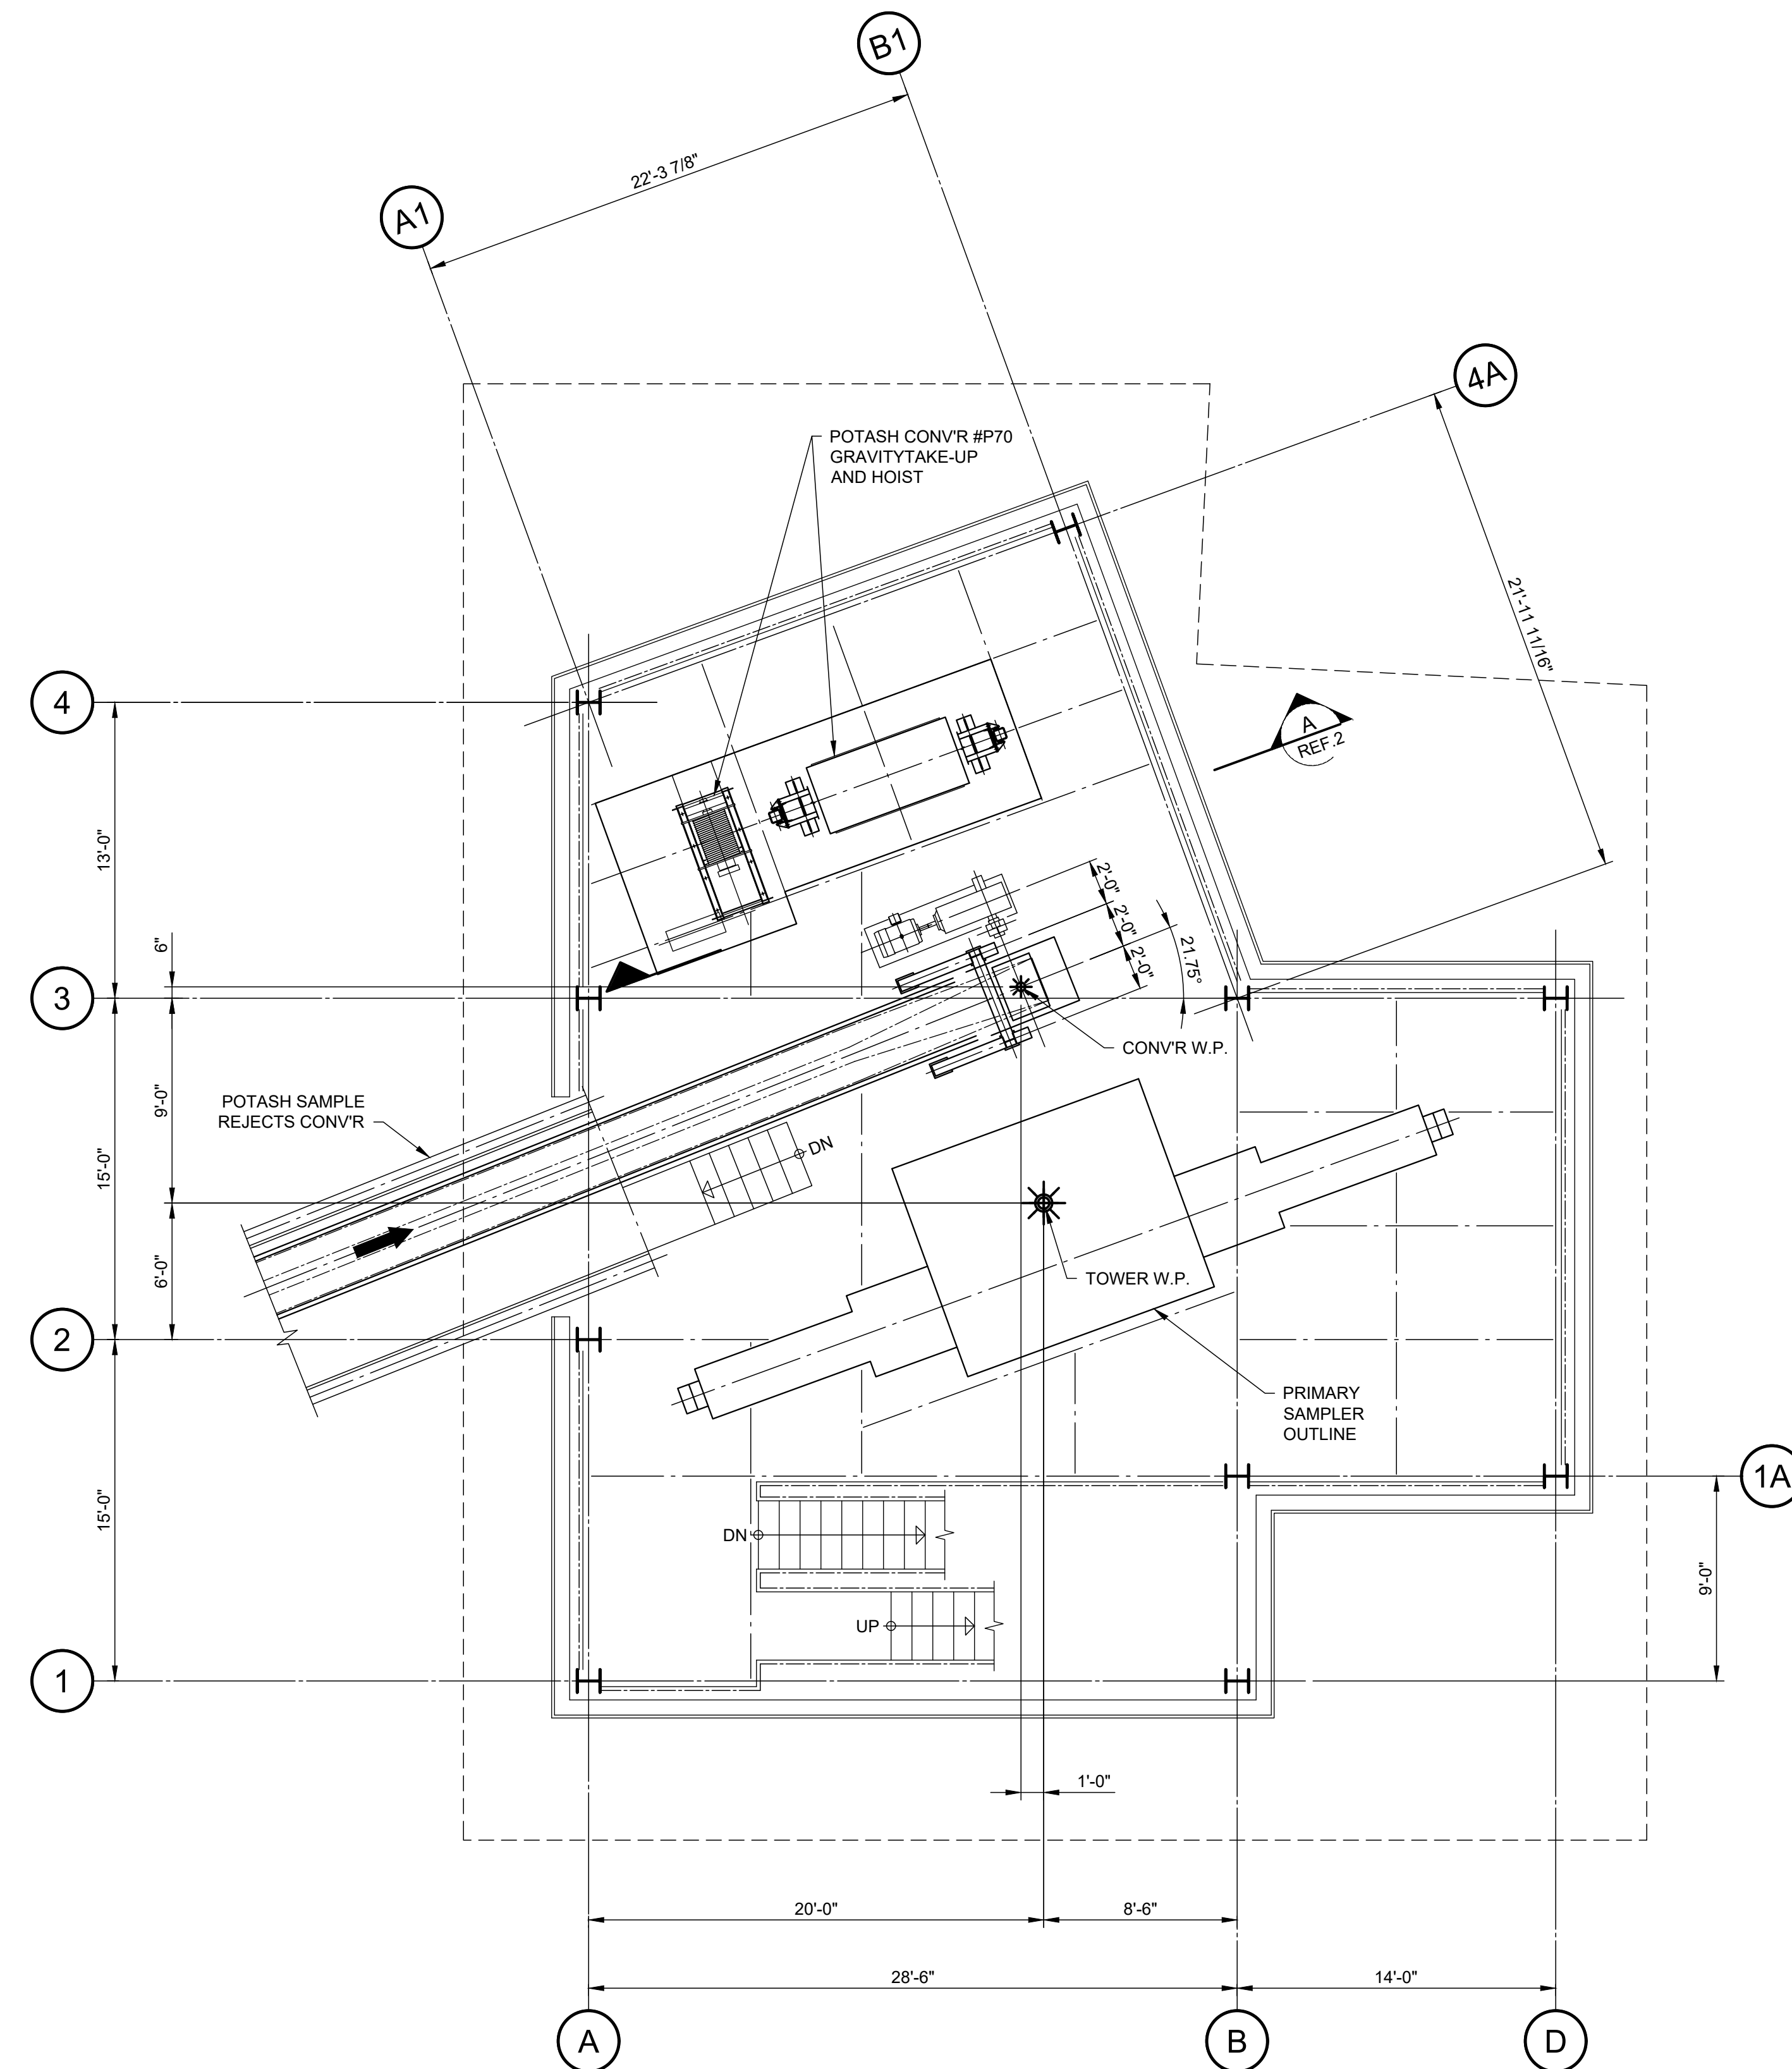 B1
22'-3 7/8"
A1
4A
POTASH CONV'R #P70
GRAVITYTAKE-UP
AND HOIST
21'-11 11/16"
4
A
REF.2
13'-0"
2'-0"
2'-0"
2'-0"
21.75°
6"
3
CONV'R W.P.
POTASH SAMPLE
REJECTS CONV'R
9'-0"
DN
15'-0"
6'-0"
TOWER W.P.
2
PRIMARY
SAMPLER
OUTLINE
1A
15'-0"
DN
9'-0"
UP
1
1'-0"
20'-0"
8'-6"
28'-6"
14'-0"
A
B
D